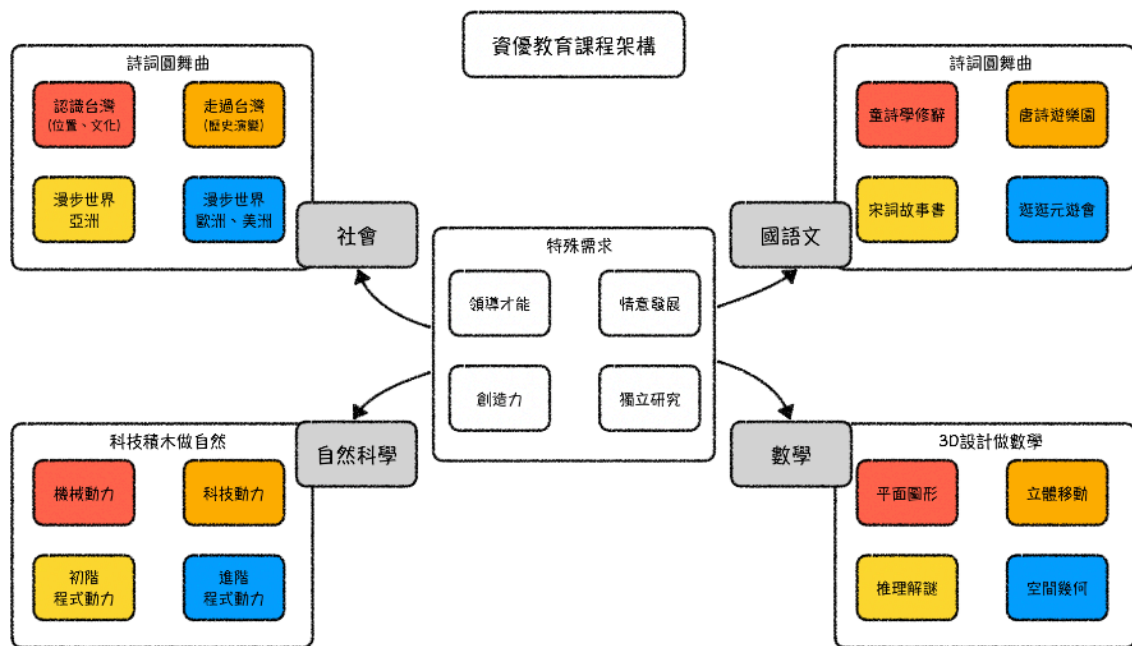 資優教育課程架構
詩詞圓舞曲
認識台灣
(位置、文化)
走過台灣
(歷史演變)
漫步世界
亞洲
漫步世界
歐洲、美洲
社會
詩詞圓舞曲
童詩學修辭
唐詩遊樂園
宋詞故事書
逛逛元遊會
國語文
特殊需求
領導才能
情意發展
創造力
獨立研究
科技積木做自然
機械動力
科技動力
初階
程式動力
進階
程式動力
自然科學
3D設計做數學
平面圖形
立體移動
推理解謎
空間幾何
數學